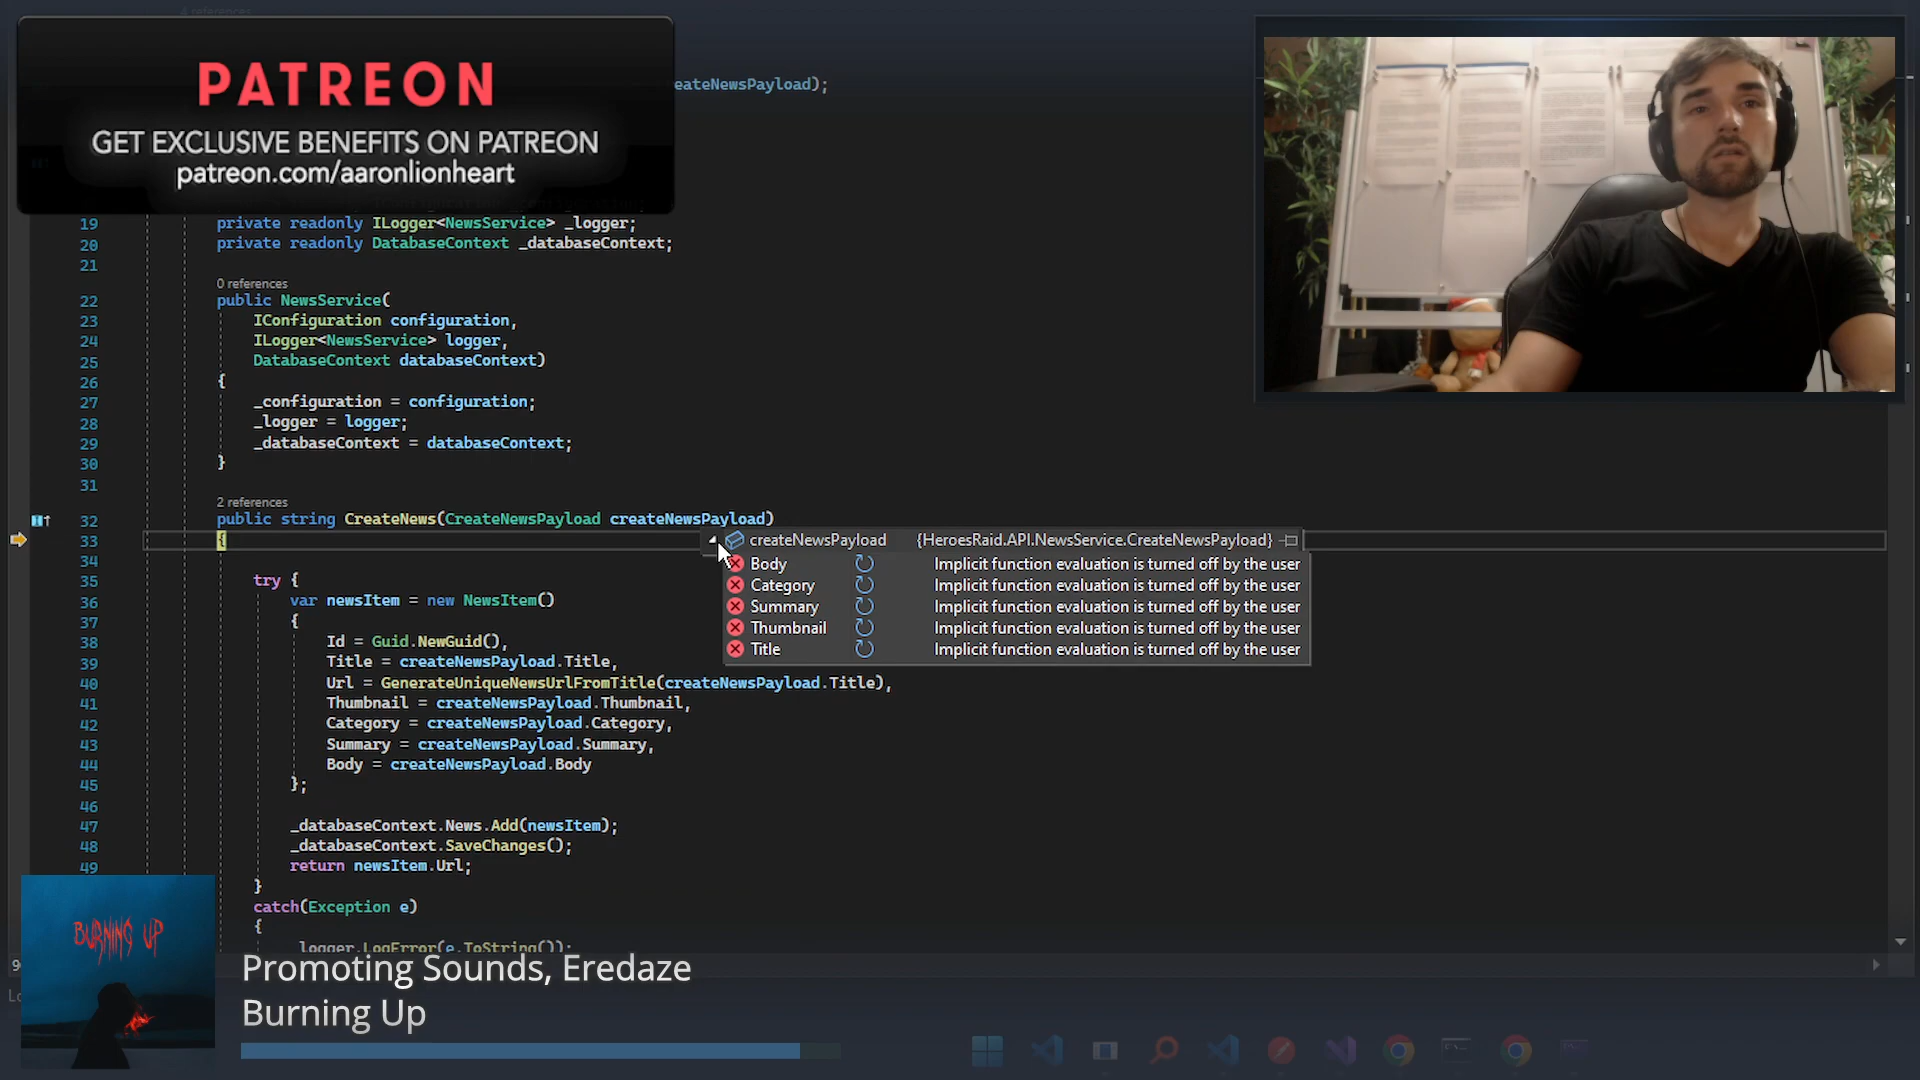 4 references
PATREON
GET EXCLUSIVE BENEFITS ON PATREON
patreon.com/aaronlionheart
eateNewsPayload);
19 private readonly ILogger<NewsService> _logger;
20 private readonly DatabaseContext _databaseContext;
21
0 references
22 public NewsService(
23 IConfiguration configuration,
24 ILogger<NewsService> logger,
25 DatabaseContext databaseContext)
26 {
27 _configuration = configuration;
28 _logger = logger;
29 _databaseContext = databaseContext;
30 }
31
2 references
32 public string CreateNews(CreateNewsPayload createNewsPayload)
33 {
createNewsPayload {HeroesRaid.API.NewsService.CreateNewsPayload}
Body Implicit function evaluation is turned off by the user
Category Implicit function evaluation is turned off by the user
Summary Implicit function evaluation is turned off by the user
Thumbnail Implicit function evaluation is turned off by the user
Title Implicit function evaluation is turned off by the user
34
35 try {
36 var newsItem = new NewsItem()
37 {
38 Id = Guid.NewGuid(),
39 Title = createNewsPayload.Title,
40 Url = GenerateUniqueNewsUrlFromTitle(createNewsPayload.Title),
41 Thumbnail = createNewsPayload.Thumbnail,
42 Category = createNewsPayload.Category,
43 Summary = createNewsPayload.Summary,
44 Body = createNewsPayload.Body
45 };
46
47 _databaseContext.News.Add(newsItem);
48 _databaseContext.SaveChanges();
49 return newsItem.Url;
}
catch(Exception e)
{
_logger.LogError(e.ToString());
BURNING UP
Promoting Sounds, Eredaze
Burning Up